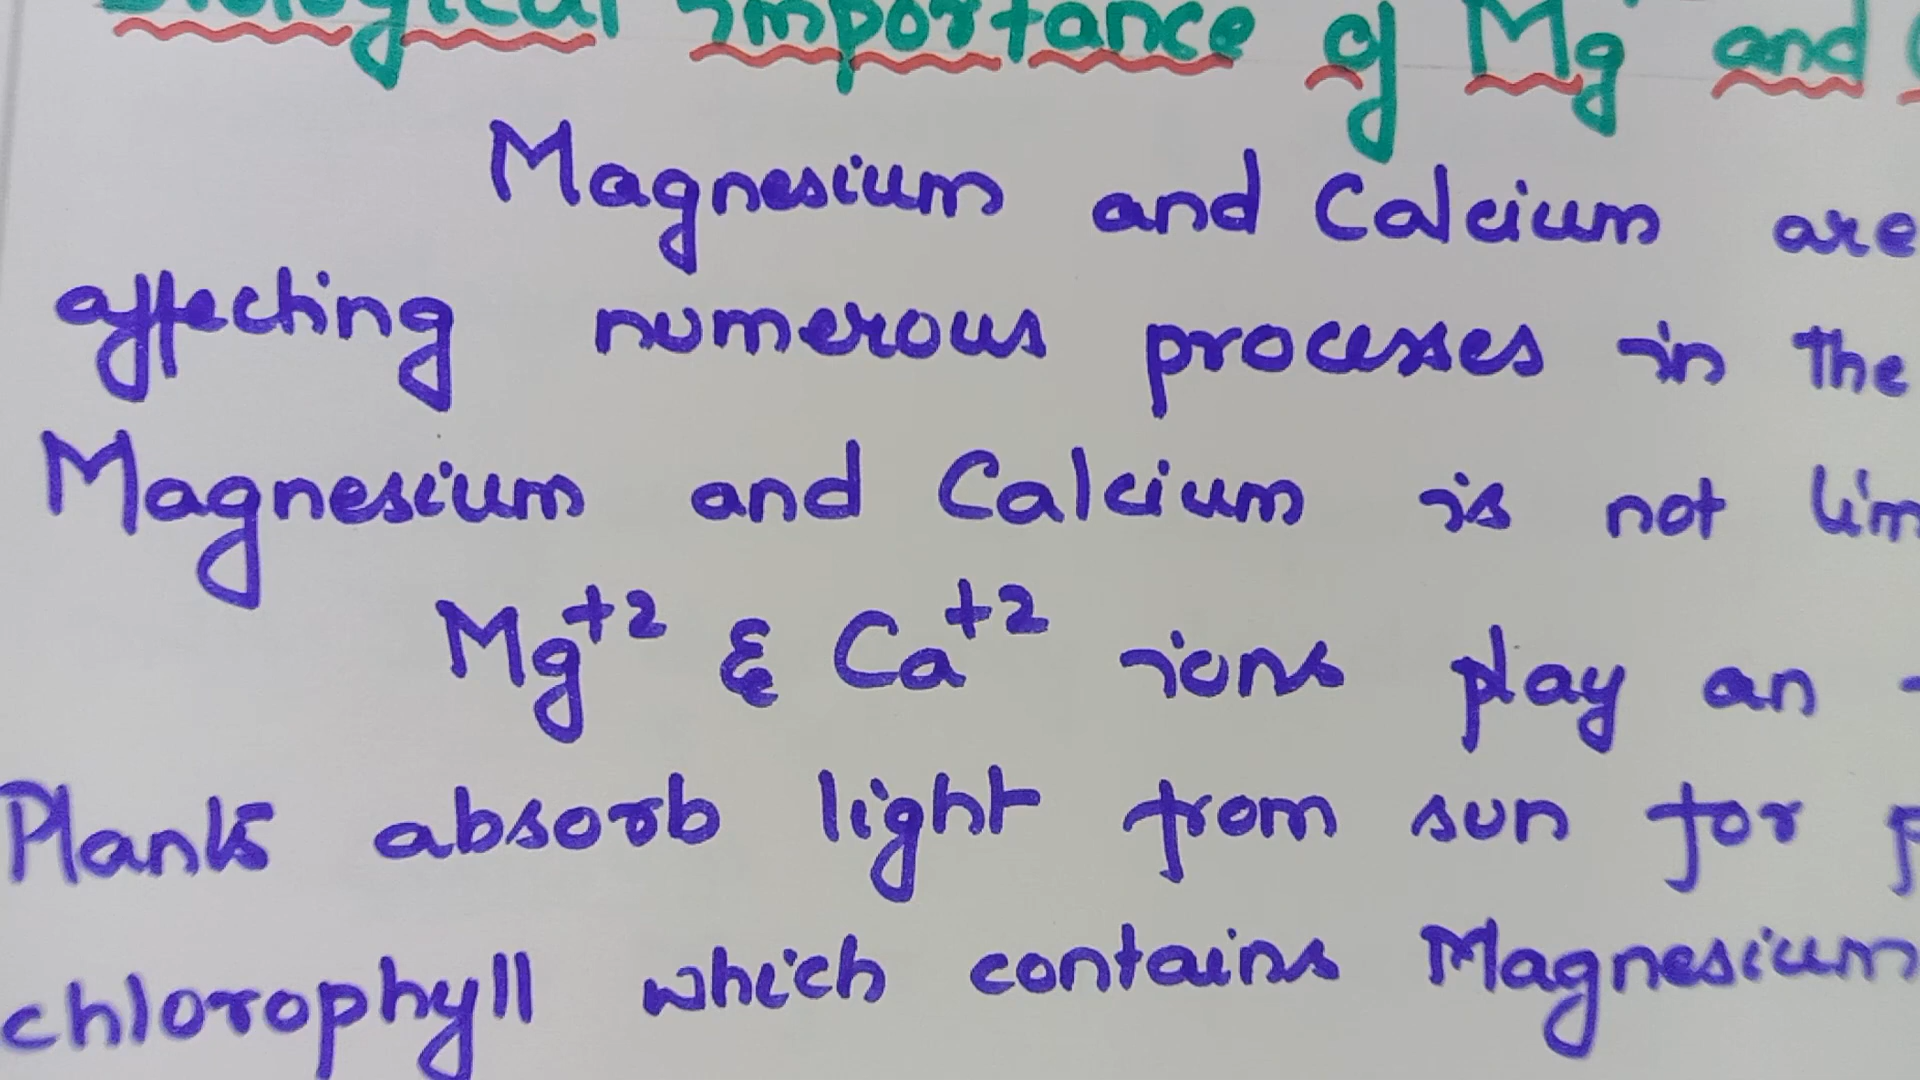 Biological importance of Mg and
Magnesium and Calcium are
affecting numerous processes in the
Magnesium and Calcium is not
Mg+2 & Ca+2 ions play an
Plants absorb light from sun for
chlorophyll which contains Magnesium